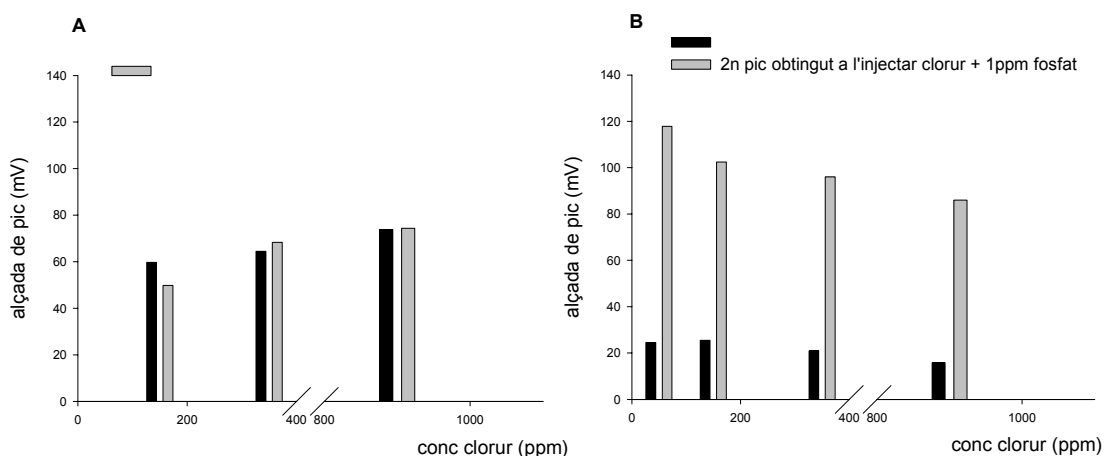 A
140
120
100
80
60
40
20
0
alçada de pic (mV)
0 200 400 800 1000
conc clorur (ppm)
B
2n pic obtingut a l'injectar clorur + 1ppm fosfat
140
120
100
80
60
40
20
0
alçada de pic (mV)
0 200 400 800 1000
conc clorur (ppm)